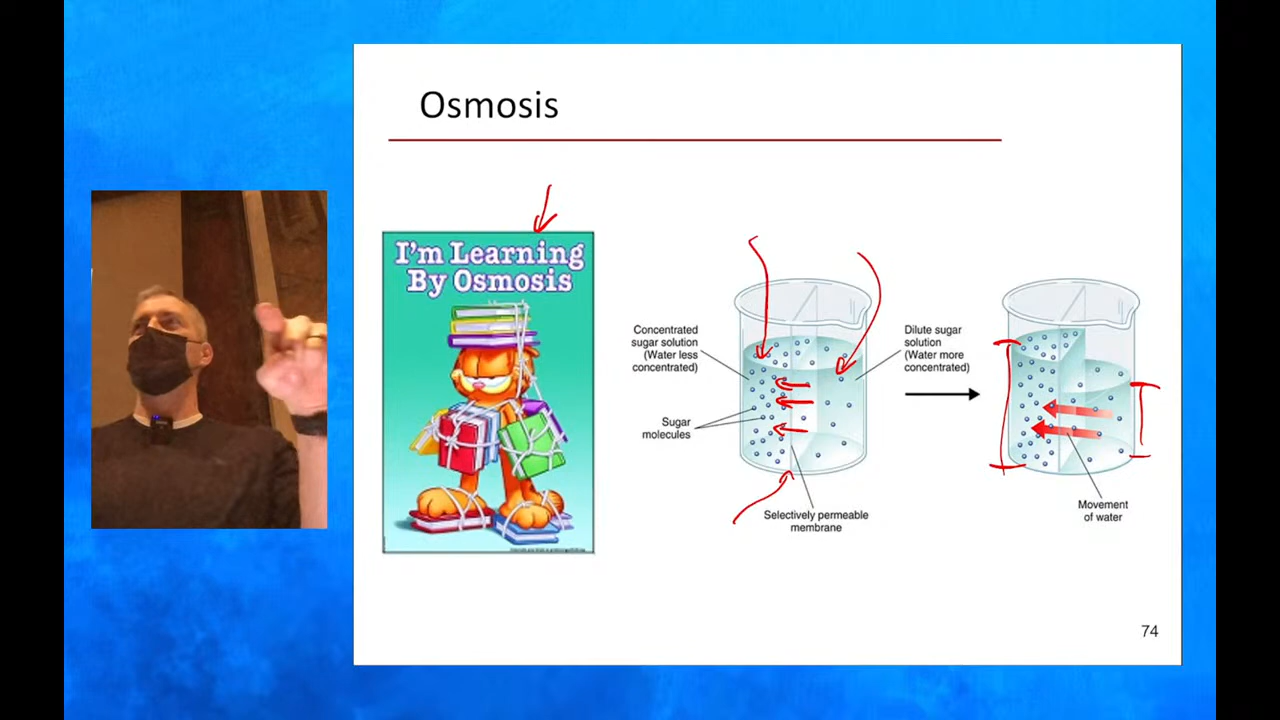 Osmosis
I'm Learning
By Osmosis
Concentrated
sugar solution
(Water less
concentrated)
Sugar
molecules
Selectively permeable
membrane
Dilute sugar
solution
(Water more
concentrated)
Movement
of water
74